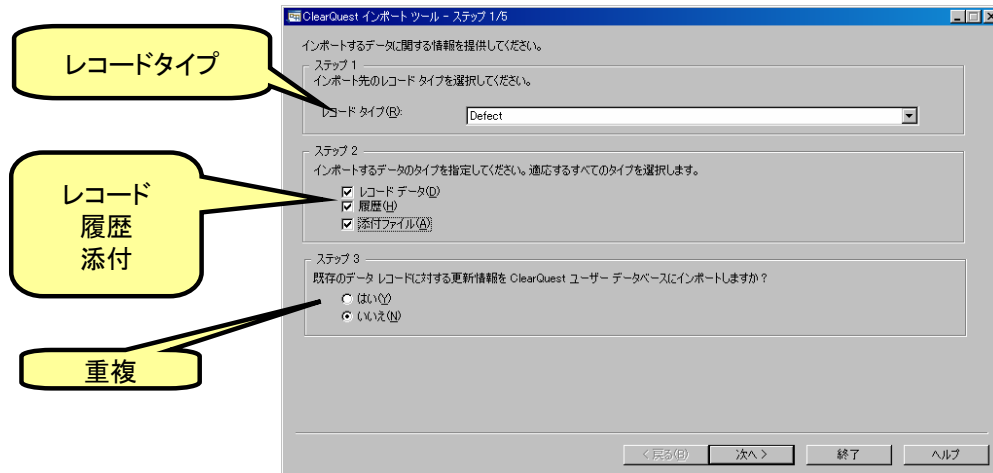 ClearQuest インポート ツール - ステップ 1/5
インポートするデータに関する情報を提供してください。
レコードタイプ
ステップ 1
インポート先のレコード タイプを選択してください。
レコード タイプ(R):
Defect
ステップ 2
インポートするデータのタイプを指定してください。適応するすべてのタイプを選択します。
レコード
履歴
添付
レコード データ(D)
履歴(H)
添付ファイル(A)
ステップ 3
既存のデータ レコードに対する更新情報を ClearQuest ユーザー データベースにインポートしますか？
はい(Y)
いいえ(N)
重複
< 戻る(B)
次へ >
終了
ヘルプ